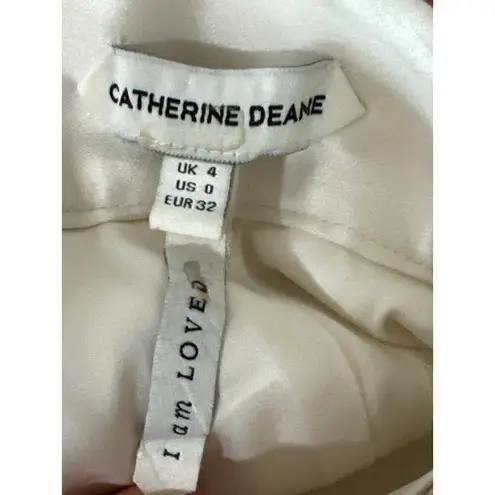 CATHERINE DEANE
UK 4
US 0
EUR 32
I am LOVED